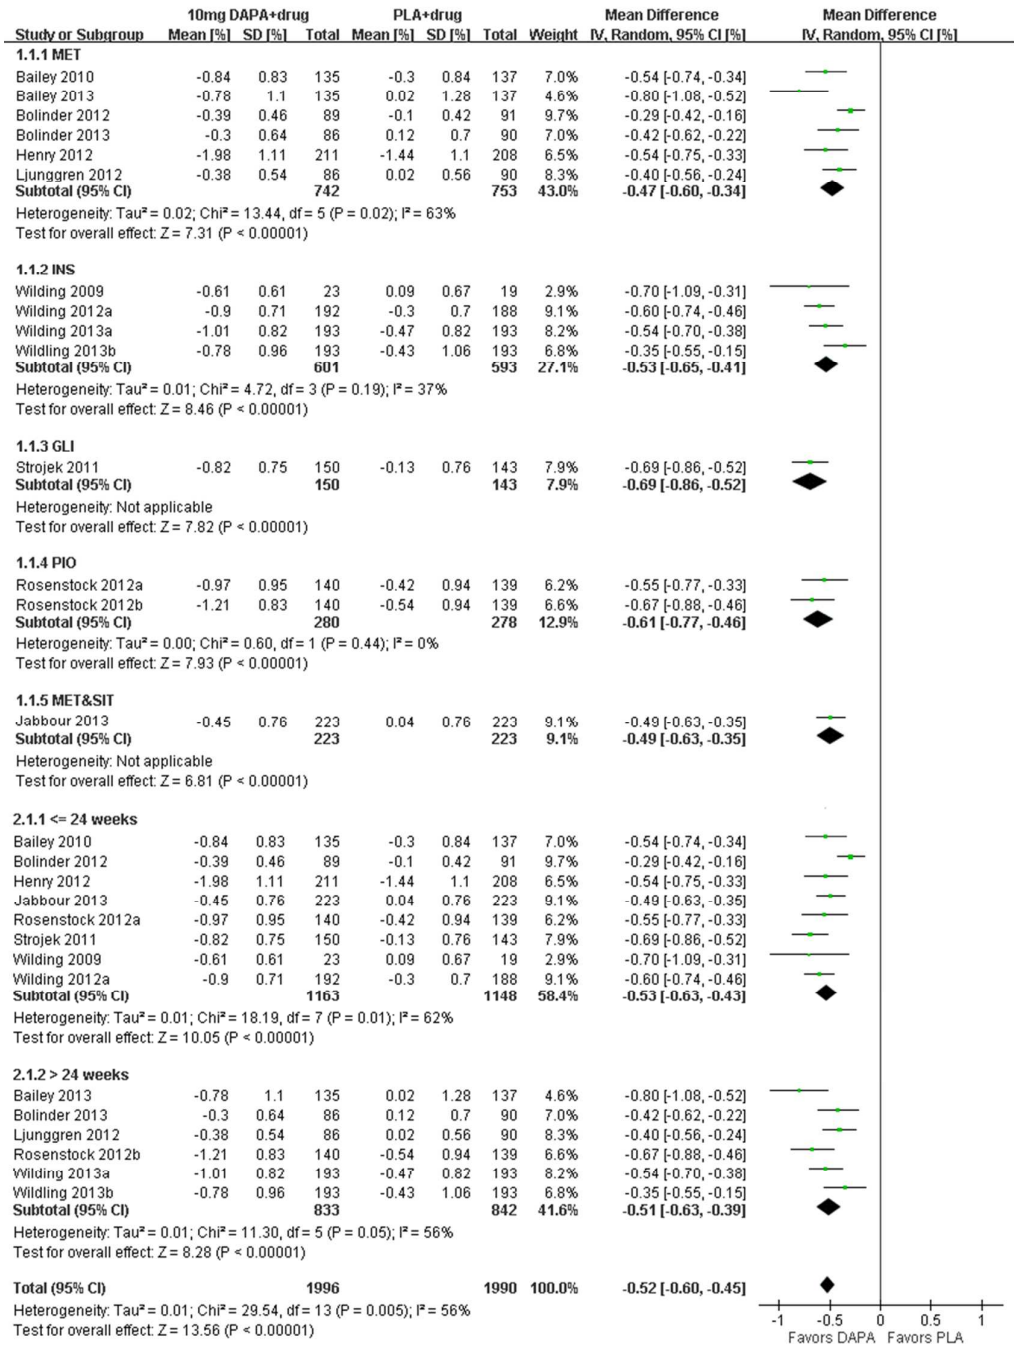 10mg DAPA+drug PLA+drug Mean Difference Mean Difference
Study or Subgroup Mean [%] SD [%] Total Mean [%] SD [%] Total Weight IV, Random, 95% CI [%] IV, Random, 95% CI [%]
1.1.1 MET
Bailey 2010 -0.84 0.83 135 -0.3 0.84 137 7.0% -0.54 [-0.74, -0.34]
Bailey 2013 -0.78 1.1 135 0.02 1.28 137 4.6% -0.80 [-1.08, -0.52]
Bolinder 2012 -0.39 0.46 89 -0.1 0.42 91 9.7% -0.29 [-0.42, -0.16]
Bolinder 2013 -0.3 0.64 86 0.12 0.7 90 7.0% -0.42 [-0.62, -0.22]
Henry 2012 -1.98 1.11 211 -1.44 1.1 208 6.5% -0.54 [-0.75, -0.33]
Ljunggren 2012 -0.38 0.54 86 0.02 0.56 90 8.3% -0.40 [-0.56, -0.24]
Subtotal (95% CI) 742 753 43.0% -0.47 [-0.60, -0.34]
Heterogeneity: Tau² = 0.02; Chi² = 13.44, df = 5 (P = 0.02); I² = 63%
Test for overall effect: Z = 7.31 (P < 0.00001)
1.1.2 INS
Wilding 2009 -0.61 0.61 23 0.09 0.67 19 2.9% -0.70 [-1.09, -0.31]
Wilding 2012a -0.9 0.71 192 -0.3 0.7 188 9.1% -0.60 [-0.74, -0.46]
Wilding 2013a -1.01 0.82 193 -0.47 0.82 193 8.2% -0.54 [-0.70, -0.38]
Wildling 2013b -0.78 0.96 193 -0.43 1.06 193 6.8% -0.35 [-0.55, -0.15]
Subtotal (95% CI) 601 593 27.1% -0.53 [-0.65, -0.41]
Heterogeneity: Tau² = 0.01; Chi² = 4.72, df = 3 (P = 0.19); I² = 37%
Test for overall effect: Z = 8.46 (P < 0.00001)
1.1.3 GLI
Strojek 2011 -0.82 0.75 150 -0.13 0.76 143 7.9% -0.69 [-0.86, -0.52]
Subtotal (95% CI) 150 143 7.9% -0.69 [-0.86, -0.52]
Heterogeneity: Not applicable
Test for overall effect: Z = 7.82 (P < 0.00001)
1.1.4 PIO
Rosenstock 2012a -0.97 0.95 140 -0.42 0.94 139 6.2% -0.55 [-0.77, -0.33]
Rosenstock 2012b -1.21 0.83 140 -0.54 0.94 139 6.6% -0.67 [-0.88, -0.46]
Subtotal (95% CI) 280 278 12.9% -0.61 [-0.77, -0.46]
Heterogeneity: Tau² = 0.00; Chi² = 0.60, df = 1 (P = 0.44); I² = 0%
Test for overall effect: Z = 7.93 (P < 0.00001)
1.1.5 MET&SIT
Jabbour 2013 -0.45 0.76 223 0.04 0.76 223 9.1% -0.49 [-0.63, -0.35]
Subtotal (95% CI) 223 223 9.1% -0.49 [-0.63, -0.35]
Heterogeneity: Not applicable
Test for overall effect: Z = 6.81 (P < 0.00001)
2.1.1 <= 24 weeks
Bailey 2010 -0.84 0.83 135 -0.3 0.84 137 7.0% -0.54 [-0.74, -0.34]
Bolinder 2012 -0.39 0.46 89 -0.1 0.42 91 9.7% -0.29 [-0.42, -0.16]
Henry 2012 -1.98 1.11 211 -1.44 1.1 208 6.5% -0.54 [-0.75, -0.33]
Jabbour 2013 -0.45 0.76 223 0.04 0.76 223 9.1% -0.49 [-0.63, -0.35]
Rosenstock 2012a -0.97 0.95 140 -0.42 0.94 139 6.2% -0.55 [-0.77, -0.33]
Strojek 2011 -0.82 0.75 150 -0.13 0.76 143 7.9% -0.69 [-0.86, -0.52]
Wilding 2009 -0.61 0.61 23 0.09 0.67 19 2.9% -0.70 [-1.09, -0.31]
Wilding 2012a -0.9 0.71 192 -0.3 0.7 188 9.1% -0.60 [-0.74, -0.46]
Subtotal (95% CI) 1163 1148 58.4% -0.53 [-0.63, -0.43]
Heterogeneity: Tau² = 0.01; Chi² = 18.19, df = 7 (P = 0.01); I² = 62%
Test for overall effect: Z = 10.05 (P < 0.00001)
2.1.2 > 24 weeks
Bailey 2013 -0.78 1.1 135 0.02 1.28 137 4.6% -0.80 [-1.08, -0.52]
Bolinder 2013 -0.3 0.64 86 0.12 0.7 90 7.0% -0.42 [-0.62, -0.22]
Ljunggren 2012 -0.38 0.54 86 0.02 0.56 90 8.3% -0.40 [-0.56, -0.24]
Rosenstock 2012b -1.21 0.83 140 -0.54 0.94 139 6.6% -0.67 [-0.88, -0.46]
Wilding 2013a -1.01 0.82 193 -0.47 0.82 193 8.2% -0.54 [-0.70, -0.38]
Wildling 2013b -0.78 0.96 193 -0.43 1.06 193 6.8% -0.35 [-0.55, -0.15]
Subtotal (95% CI) 833 842 41.6% -0.51 [-0.63, -0.39]
Heterogeneity: Tau² = 0.01; Chi² = 11.30, df = 5 (P = 0.05); I² = 56%
Test for overall effect: Z = 8.28 (P < 0.00001)
Total (95% CI) 1996 1990 100.0% -0.52 [-0.60, -0.45]
Heterogeneity: Tau² = 0.01; Chi² = 29.54, df = 13 (P = 0.005); I² = 56%
Test for overall effect: Z = 13.56 (P < 0.00001)
-1 -0.5 0 0.5 1
Favors DAPA Favors PLA